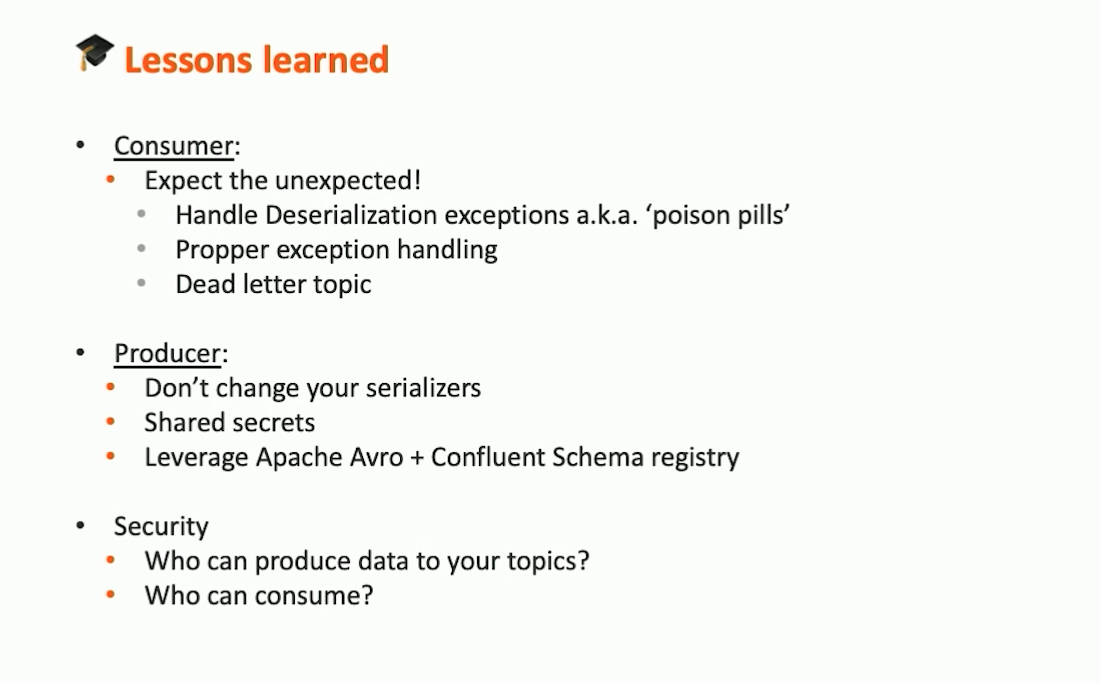 Lessons learned
• Consumer:
• Expect the unexpected!
• Handle Deserialization exceptions a.k.a. ‘poison pills’
• Propper exception handling
• Dead letter topic
• Producer:
• Don’t change your serializers
• Shared secrets
• Leverage Apache Avro + Confluent Schema registry
• Security
• Who can produce data to your topics?
• Who can consume?